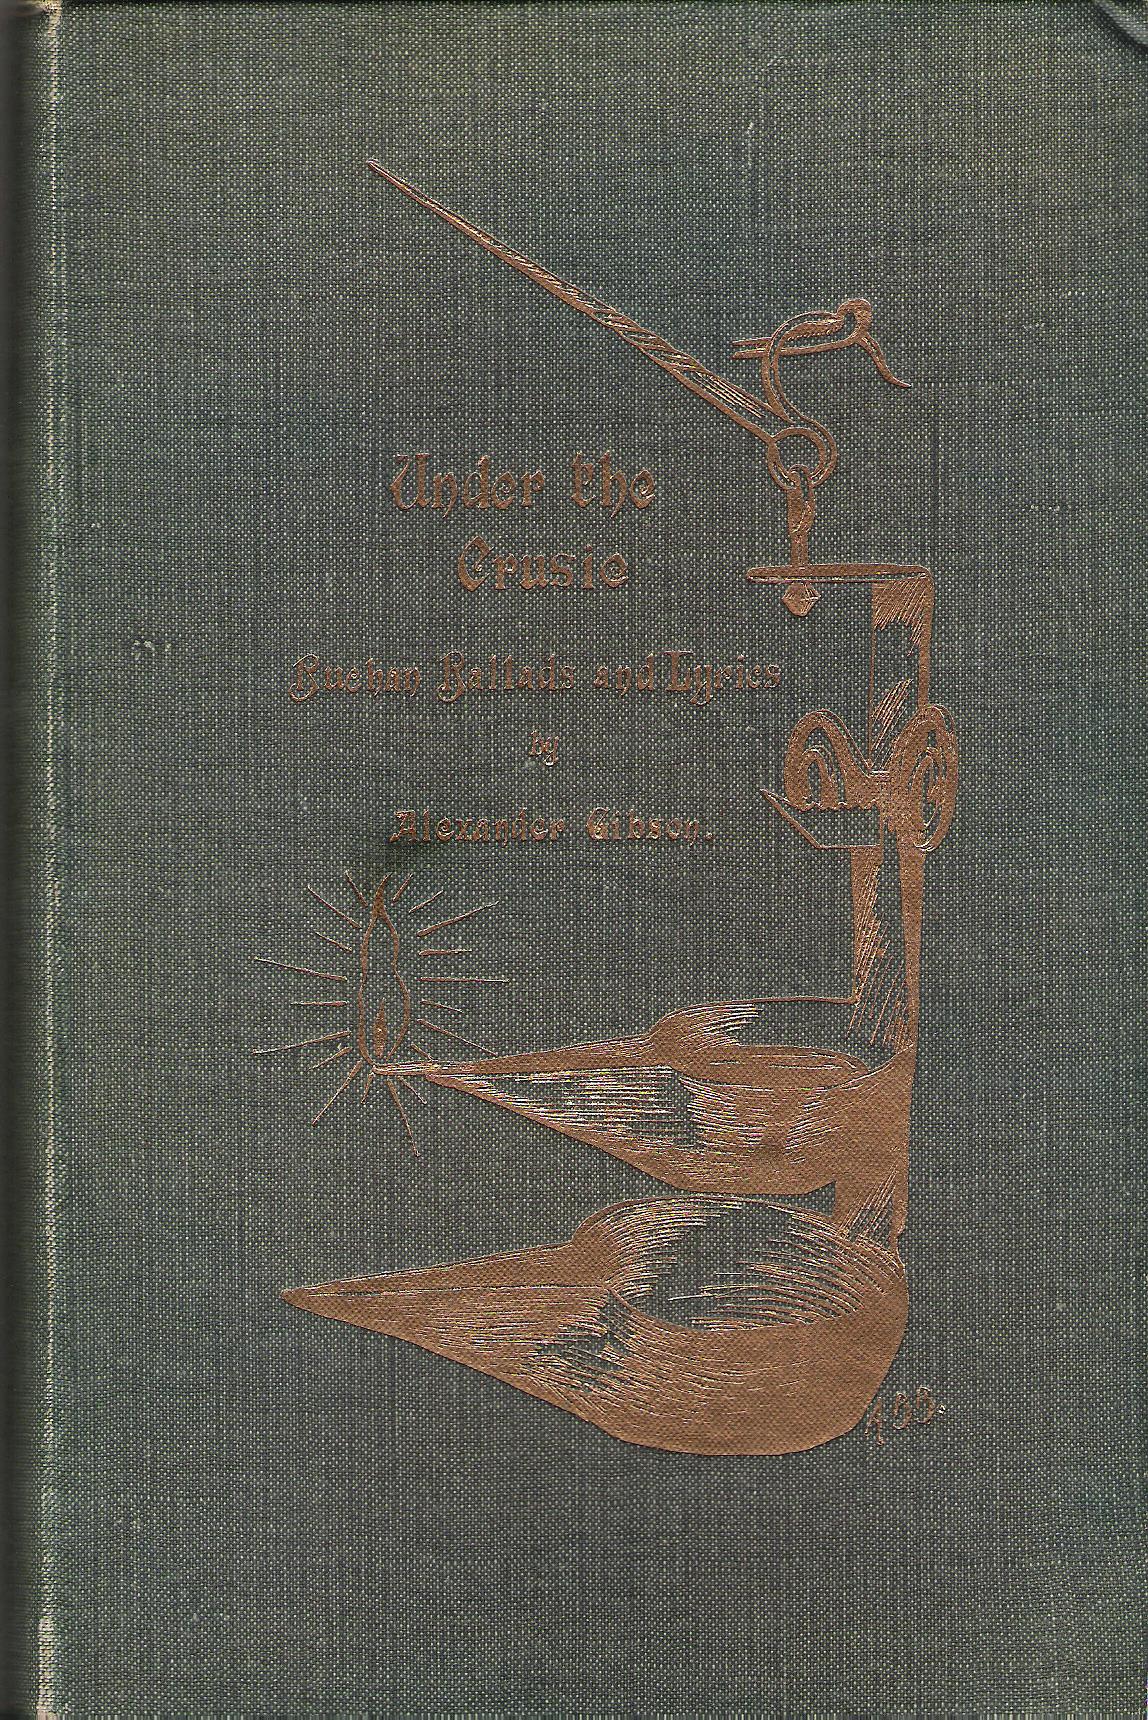 Under the
Crusie
Buchan Ballads and Lyrics
by
Alexander Gibson.